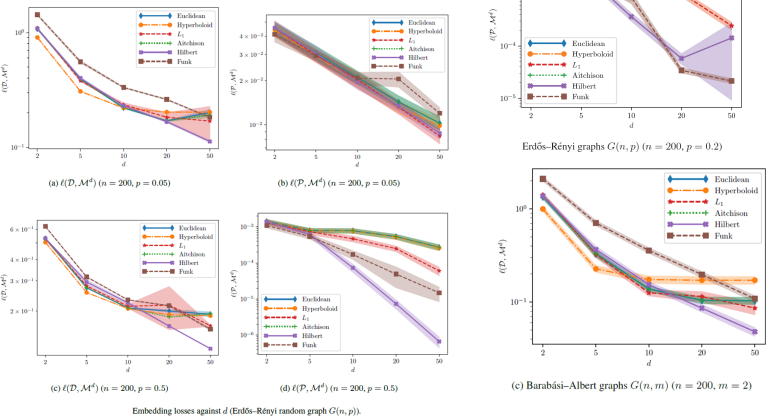 10⁰
10⁻¹
ℓ(𝒟, ℳᵈ)
2 5 10 20 50
d
Euclidean
Hyperboloid
L₁
Aitchison
Hilbert
Funk
(a) ℓ(𝒟, ℳᵈ) (n = 200, p = 0.05)
4 × 10⁻²
3 × 10⁻²
2 × 10⁻²
10⁻²
ℓ(𝒫, ℳᵈ)
2 5 10 20 50
d
Euclidean
Hyperboloid
L₁
Aitchison
Hilbert
Funk
(b) ℓ(𝒫, ℳᵈ) (n = 200, p = 0.05)
10⁻⁴
10⁻⁵
ℓ(𝒫, ℳᵈ)
Euclidean
Hyperboloid
L₁
Aitchison
Hilbert
Funk
2 5 10 20 50
d
Erdős–Rényi graphs G(n, p) (n = 200, p = 0.2)
6 × 10⁻¹
4 × 10⁻¹
3 × 10⁻¹
2 × 10⁻¹
ℓ(𝒟, ℳᵈ)
2 5 10 20 50
d
Euclidean
Hyperboloid
L₁
Aitchison
Hilbert
Funk
(c) ℓ(𝒟, ℳᵈ) (n = 200, p = 0.5)
10⁻³
10⁻⁴
10⁻⁵
10⁻⁶
ℓ(𝒫, ℳᵈ)
Euclidean
Hyperboloid
L₁
Aitchison
Hilbert
Funk
2 5 10 20 50
d
(d) ℓ(𝒫, ℳᵈ) (n = 200, p = 0.5)
10⁰
10⁻¹
ℓ(𝒟, ℳᵈ)
Euclidean
Hyperboloid
L₁
Aitchison
Hilbert
Funk
2 5 10 20 50
d
(c) Barabási–Albert graphs G(n, m) (n = 200, m = 2)
Embedding losses against d (Erdős–Rényi random graph G(n, p)).